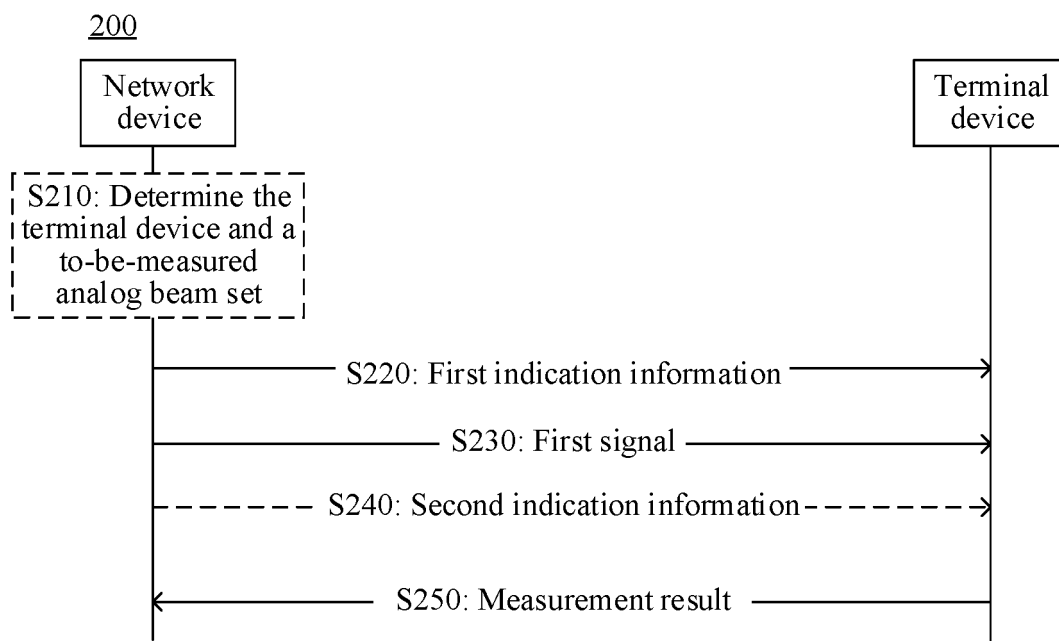 200
Network
device
Terminal
device
S210: Determine the
terminal device and a
to-be-measured
analog beam set
S220: First indication information
S230: First signal
S240: Second indication information
S250: Measurement result